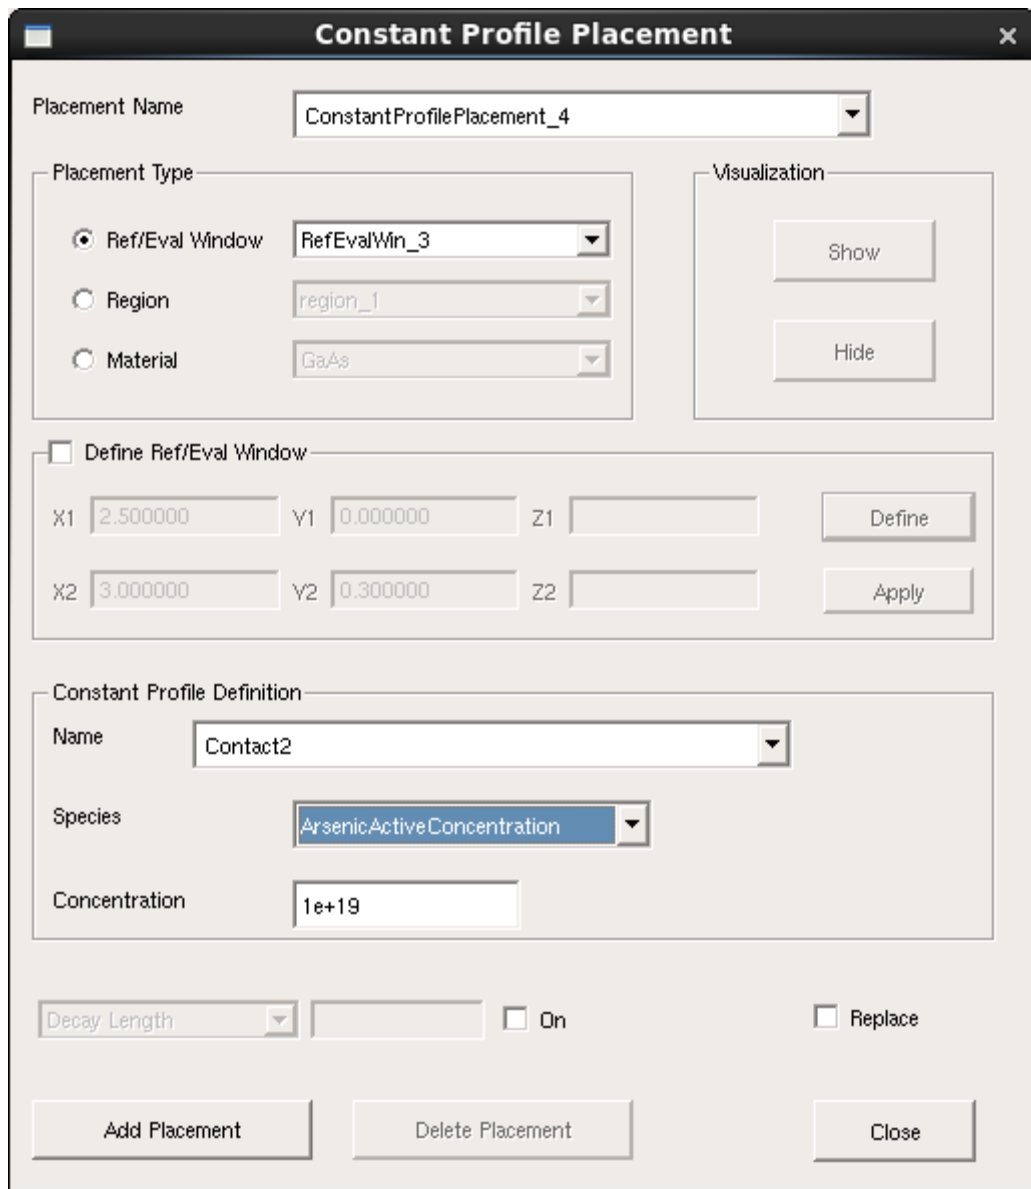 Constant Profile Placement
Placement Name ConstantProfilePlacement_4
Placement Type
Visualization
Ref/Eval Window RefEvalWin_3
Show
Region region_1
Hide
Material GaAs
Define Ref/Eval Window
X1 2.500000 Y1 0.000000 Z1 Define
X2 3.000000 Y2 0.300000 Z2 Apply
Constant Profile Definition
Name Contact2
Species ArsenicActiveConcentration
Concentration 1e+19
Decay Length On Replace
Add Placement Delete Placement Close